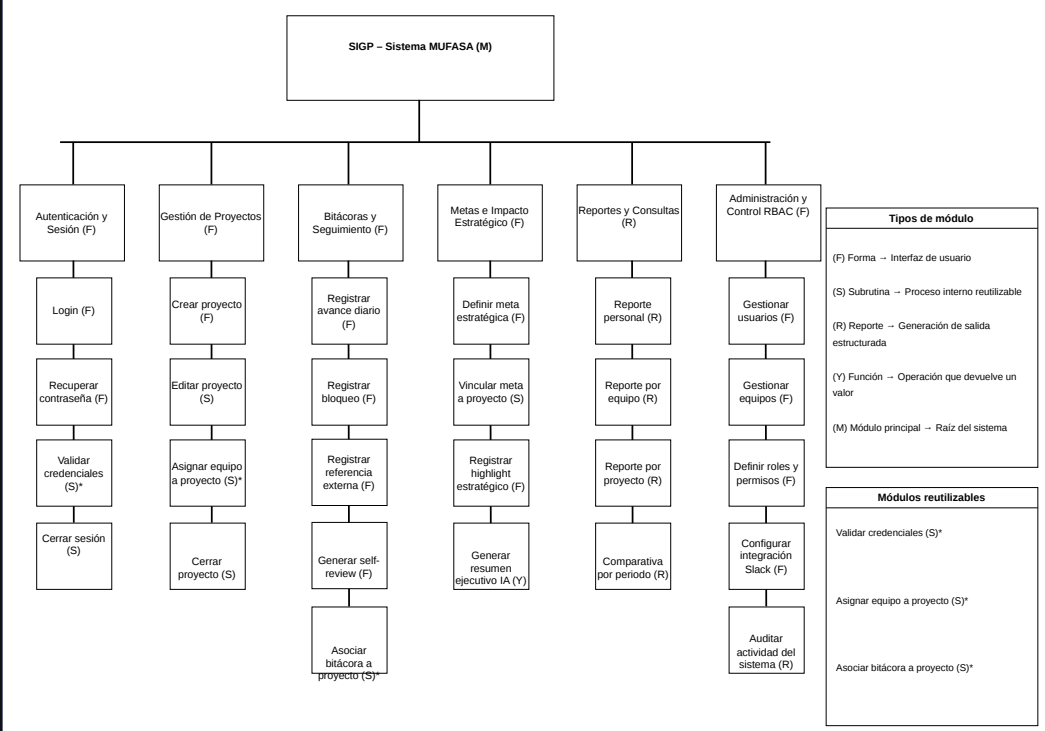 SIGP – Sistema MUFASA (M)
Autenticación y
Sesión (F)
Gestión de Proyectos
(F)
Bitácoras y
Seguimiento (F)
Metas e Impacto
Estratégico (F)
Reportes y Consultas
(R)
Administración y
Control RBAC (F)
Login (F)
Recuperar
contraseña (F)
Validar
credenciales
(S)*
Cerrar sesión
(S)
Crear proyecto
(F)
Editar proyecto
(S)
Asignar equipo
a proyecto (S)*
Cerrar
proyecto (S)
Registrar
avance diario
(F)
Registrar
bloqueo (F)
Registrar
referencia
externa (F)
Generar self-
review (F)
Asociar
bitácora a
proyecto (S)*
Definir meta
estratégica (F)
Vincular meta
a proyecto (S)
Registrar
highlight
estratégico (F)
Generar
resumen
ejecutivo IA (Y)
Reporte
personal (R)
Reporte por
equipo (R)
Reporte por
proyecto (R)
Comparativa
por periodo (R)
Gestionar
usuarios (F)
Gestionar
equipos (F)
Definir roles y
permisos (F)
Configurar
integración
Slack (F)
Auditar
actividad del
sistema (R)
Tipos de módulo
(F) Forma → Interfaz de usuario
(S) Subrutina → Proceso interno reutilizable
(R) Reporte → Generación de salida
estructurada
(Y) Función → Operación que devuelve un
valor
(M) Módulo principal → Raíz del sistema
Módulos reutilizables
Validar credenciales (S)*
Asignar equipo a proyecto (S)*
Asociar bitácora a proyecto (S)*